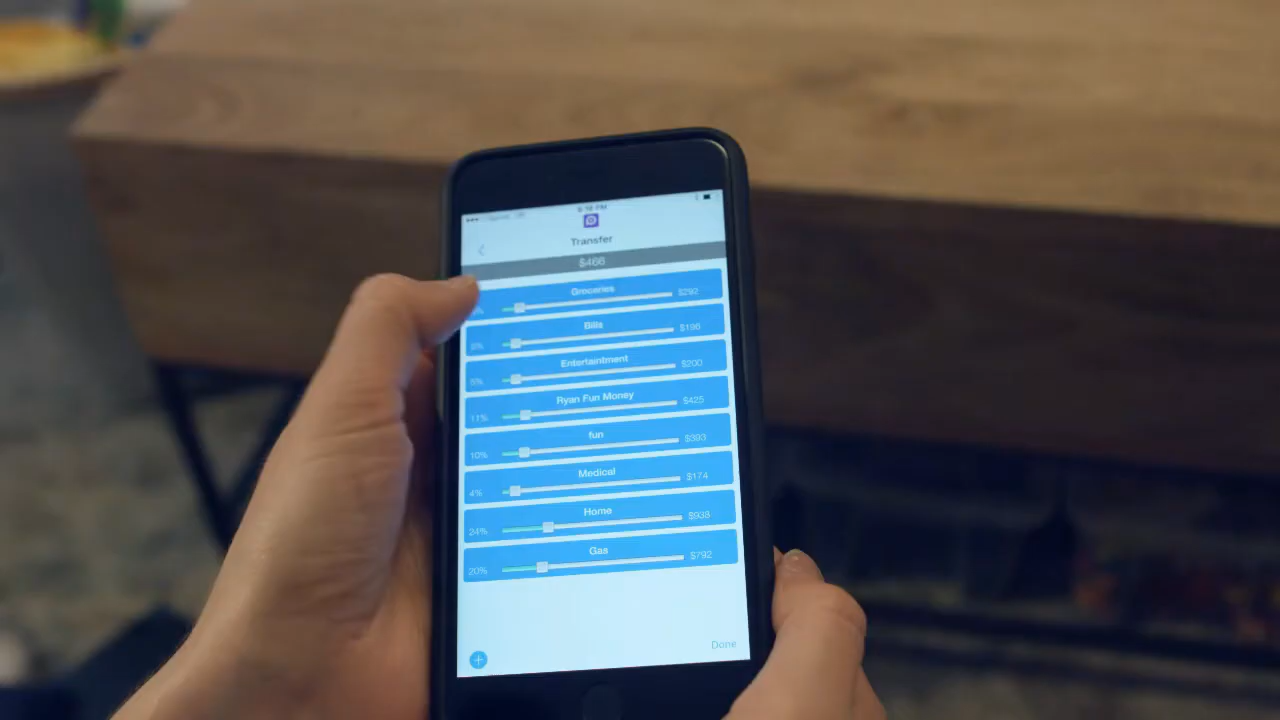 Transfer
$466
Groceries
$292
Bills
$196
Entertaintment
5% $200
Ryan Fun Money
11% $425
fun
10% $393
Medical
4% $174
Home
24% $938
Gas
20% $792
Done